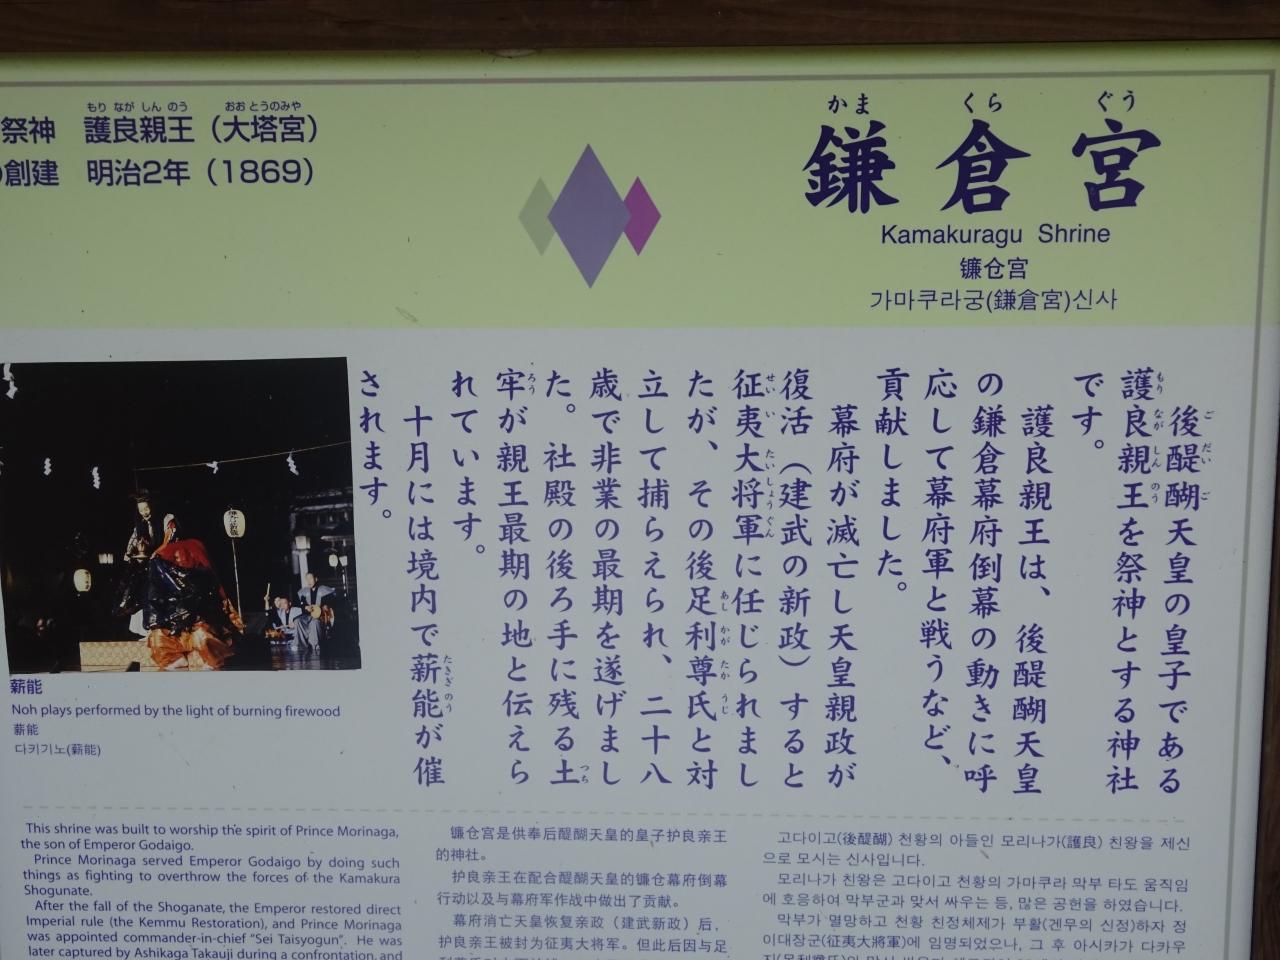 祭神 護良親王（大塔宮）
もり なが しん のう おお とうのみや
創建 明治2年（1869）
かま くら ぐう
鎌倉宮
Kamakuragu Shrine
镰仓宫
가마쿠라궁(鎌倉宮)신사
後醍醐天皇の皇子である
護良親王を祭神とする神社
です。
護良親王は、後醍醐天皇
の鎌倉幕府倒幕の動きに呼
応して幕府軍と戦うなど、
貢献しました。
幕府が滅亡し天皇親政が
復活（建武の新政）すると
征夷大将軍に任じられまし
たが、その後足利尊氏と対
立して捕らえられ、二十八
歳で非業の最期を遂げまし
た。社殿の後ろ手に残る土
牢が親王最期の地と伝えら
れています。
十月には境内で薪能が催
されます。
薪能
Noh plays performed by the light of burning firewood
薪能
다키기노(薪能)
This shrine was built to worship the spirit of Prince Morinaga,
the son of Emperor Godaigo.
Prince Morinaga served Emperor Godaigo by doing such
things as fighting to overthrow the forces of the Kamakura
Shogunate.
After the fall of the Shoganate, the Emperor restored direct
Imperial rule (the Kemmu Restoration), and Prince Morinaga
was appointed commander-in-chief “Sei Taisyogun”. He was
later captured by Ashikaga Takauji during a confrontation, and
镰仓宫是供奉后醍醐天皇的皇子护良亲王
的神社。
护良亲王在配合醍醐天皇的镰仓幕府倒幕
行动以及与幕府军作战中做出了贡献。
幕府消亡天皇恢复亲政（建武新政）后，
护良亲王被封为征夷大将军。但此后因与足
고다이고(後醍醐) 천황의 아들인 모리나가(護良) 친왕을 제신
으로 모시는 신사입니다.
모리나가 친왕은 고다이고 천황의 가마쿠라 막부 타도 움직임
에 호응하여 막부군과 맞서 싸우는 등, 많은 공헌을 하였습니다.
막부가 멸망하고 천황 친정체제가 부활(겐무의 신정)하자 정
이대장군(征夷大將軍)에 임명되었으나, 그 후 아시카가 다카우